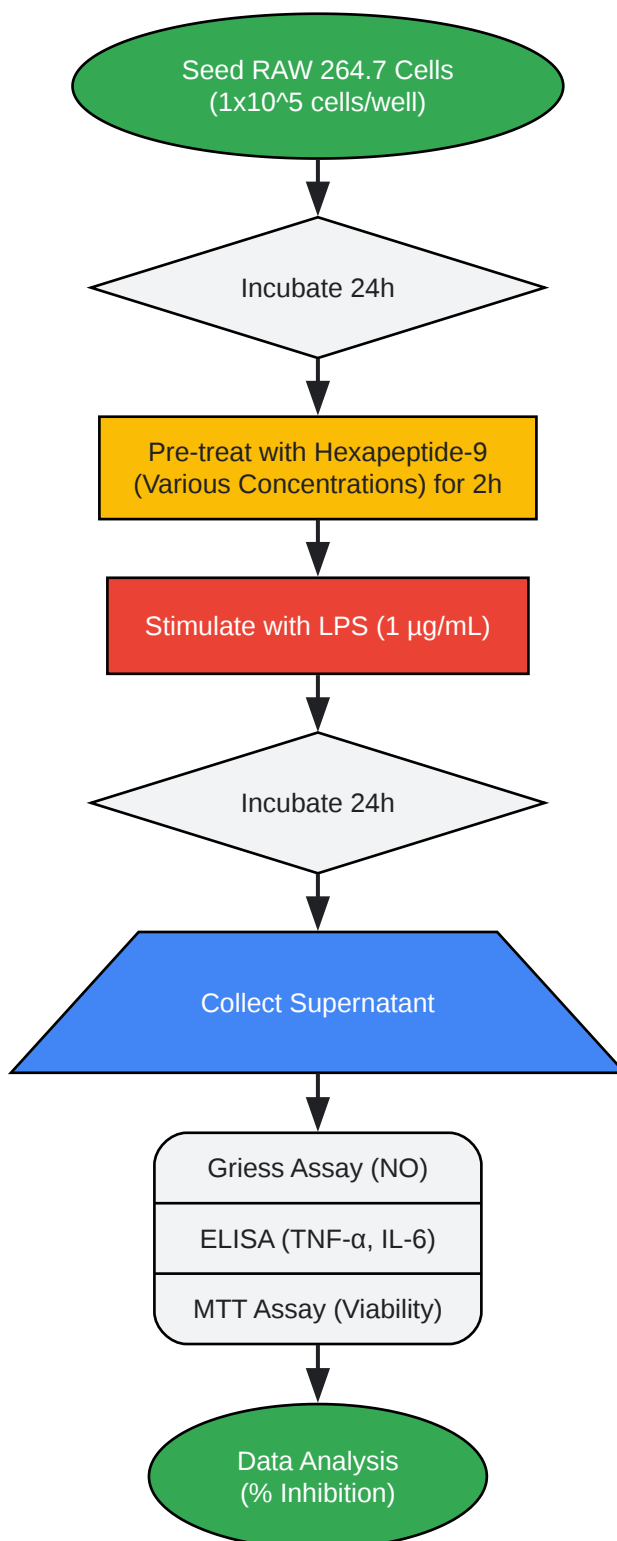 Seed RAW 264.7 Cells
(1x10^5 cells/well)
Incubate 24h
Pre-treat with Hexapeptide-9
(Various Concentrations) for 2h
Stimulate with LPS (1 µg/mL)
Incubate 24h
Collect Supernatant
Griess Assay (NO)
ELISA (TNF-α, IL-6)
MTT Assay (Viability)
Data Analysis
(% Inhibition)